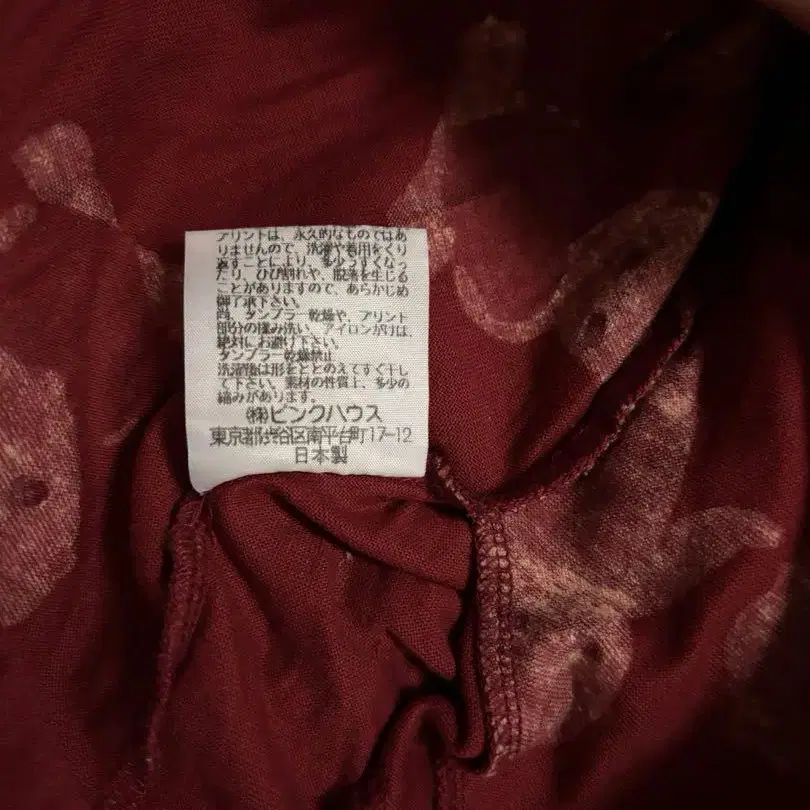 プリントは、永久的なものではあ
りませんので、洗濯や着用をくり
返すことにより、多少うすくなっ
たり、ひび割れや、脱落を生じる
ことがありますので、あらかじめ
御了承下さい。
尚、タンブラー乾燥や、プリント
部分の揉み洗い、アイロンがけは、
絶対にお避け下さい。
タンブラー乾燥禁止
洗濯後は形をととのえてすぐ干し
て下さい。素材の性質上、多少の
縮みがあります。
㈱ピンクハウス
東京都渋谷区南平台町17-12
日本製